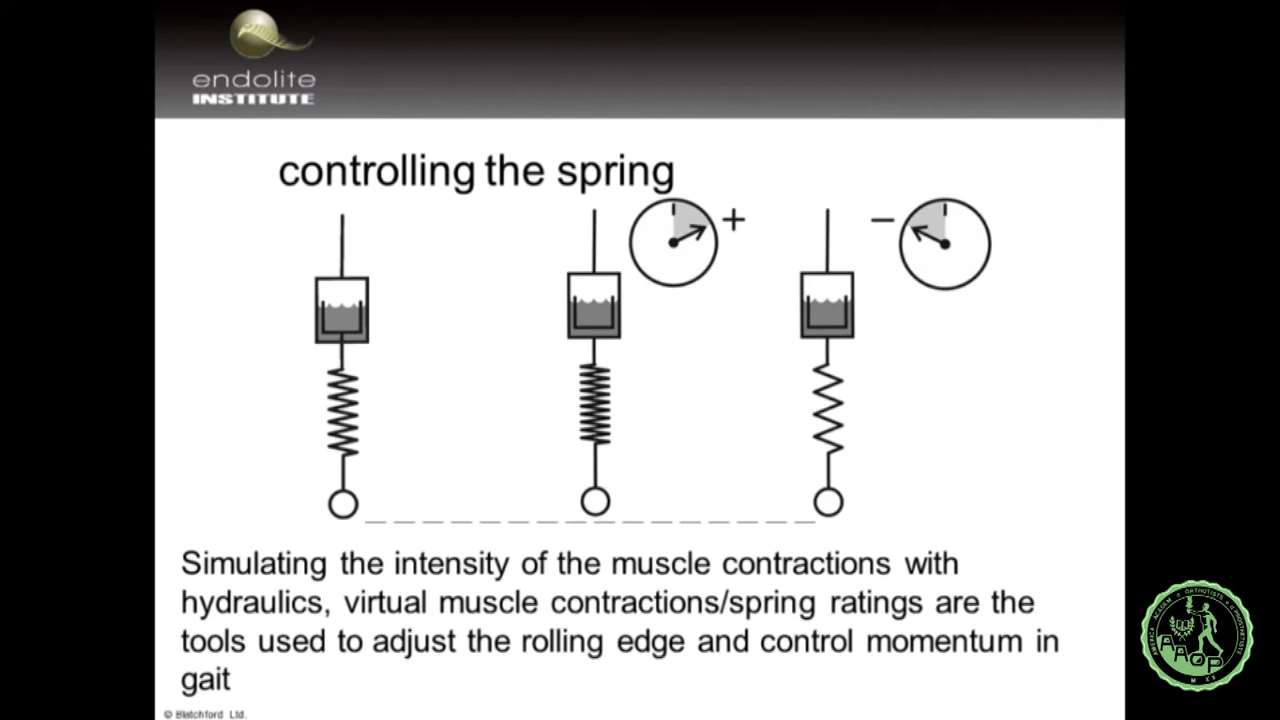 endolite
INSTITUTE
controlling the spring
+
−
Simulating the intensity of the muscle contractions with
hydraulics, virtual muscle contractions/spring ratings are the
tools used to adjust the rolling edge and control momentum in
gait
© Blatchford Ltd.
AAOP